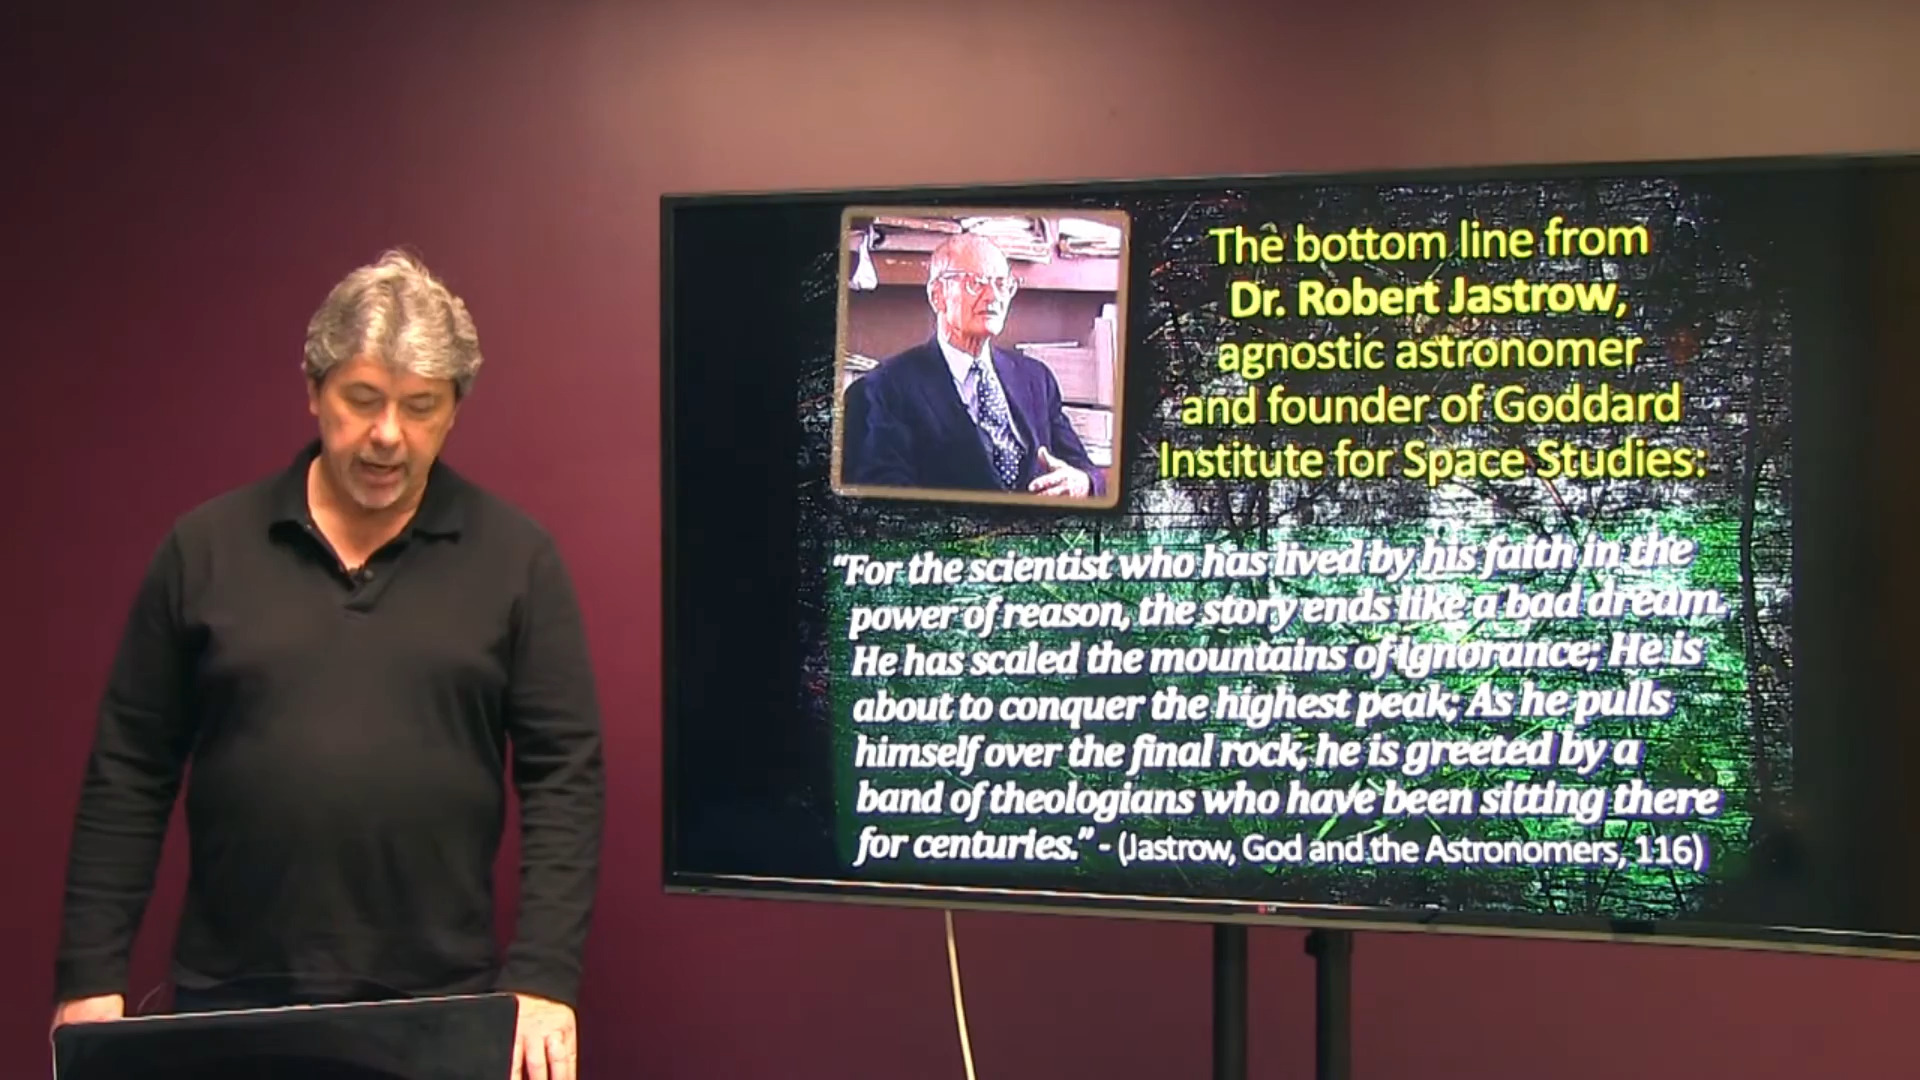 The bottom line from
Dr. Robert Jastrow,
agnostic astronomer
and founder of Goddard
Institute for Space Studies:
"For the scientist who has lived by his faith in the
power of reason, the story ends like a bad dream.
He has scaled the mountains of ignorance; He is
about to conquer the highest peak; As he pulls
himself over the final rock, he is greeted by a
band of theologians who have been sitting there
for centuries." - (Jastrow, God and the Astronomers, 116)
LG